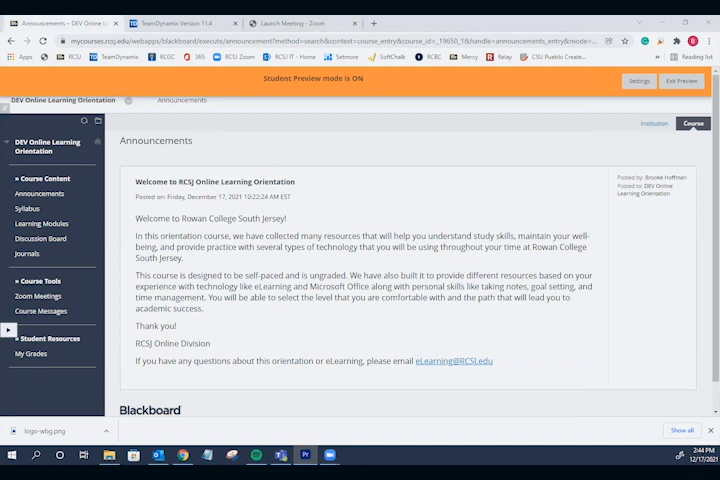 Announcements – DEV Online Le
TeamDynamix Version 11.4
Launch Meeting - Zoom
mycourses.rcsj.edu/webapps/blackboard/execute/announcement?method=search&context=course_entry&course_id=_19650_1&handle=announcements_entry&mode=...
Apps
RCSJ
TeamDynamix
RCGC
365
RCSJ Zoom
RCSJ IT - Home
Setmore
SoftChalk
RCBC
Mercy
Relay
CSU Pueblo Create...
»
Reading list
Student Preview mode is ON
Settings
Exit Preview
DEV Online Learning Orientation
Announcements
Institution
Course
DEV Online Learning
Orientation
» Course Content
Announcements
Syllabus
Learning Modules
Discussion Board
Journals
» Course Tools
Zoom Meetings
Course Messages
» Student Resources
My Grades
Announcements
Welcome to RCSJ Online Learning Orientation
Posted on: Friday, December 17, 2021 10:22:24 AM EST
Posted by: Brooke Hoffman
Posted to: DEV Online
Learning Orientation
Welcome to Rowan College South Jersey!
In this orientation course, we have collected many resources that will help you understand study skills, maintain your well-
being, and provide practice with several types of technology that you will be using throughout your time at Rowan College
South Jersey.
This course is designed to be self-paced and is ungraded. We have also built it to provide different resources based on your
experience with technology like eLearning and Microsoft Office along with personal skills like taking notes, goal setting, and
time management. You will be able to select the level that you are comfortable with and the path that will lead you to
academic success.
Thank you!
RCSJ Online Division
If you have any questions about this orientation or eLearning, please email eLearning@RCSJ.edu
Blackboard
logo-wbg.png
Show all
2:44 PM
12/17/2021